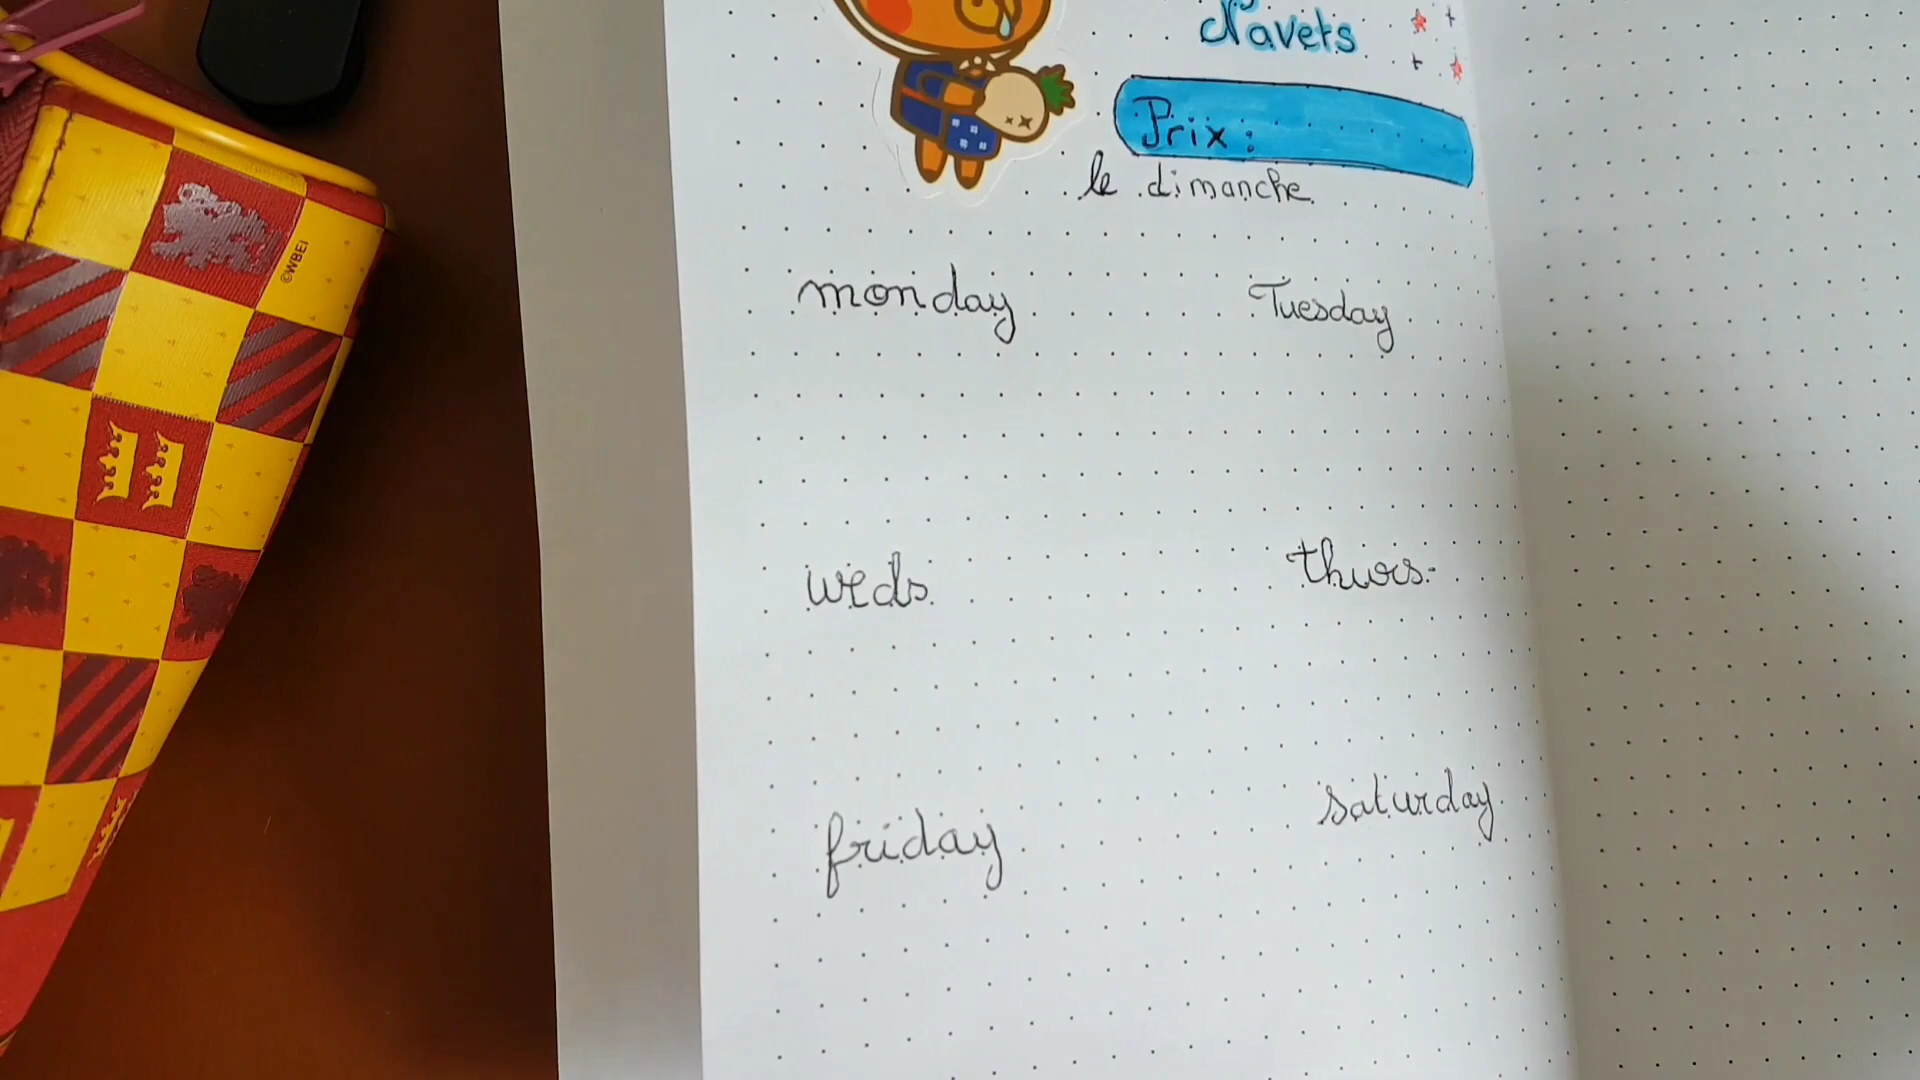 Navets
Prix :
le dimanche
monday
Tuesday
weds
thurs.
friday
saturday
©WBEI